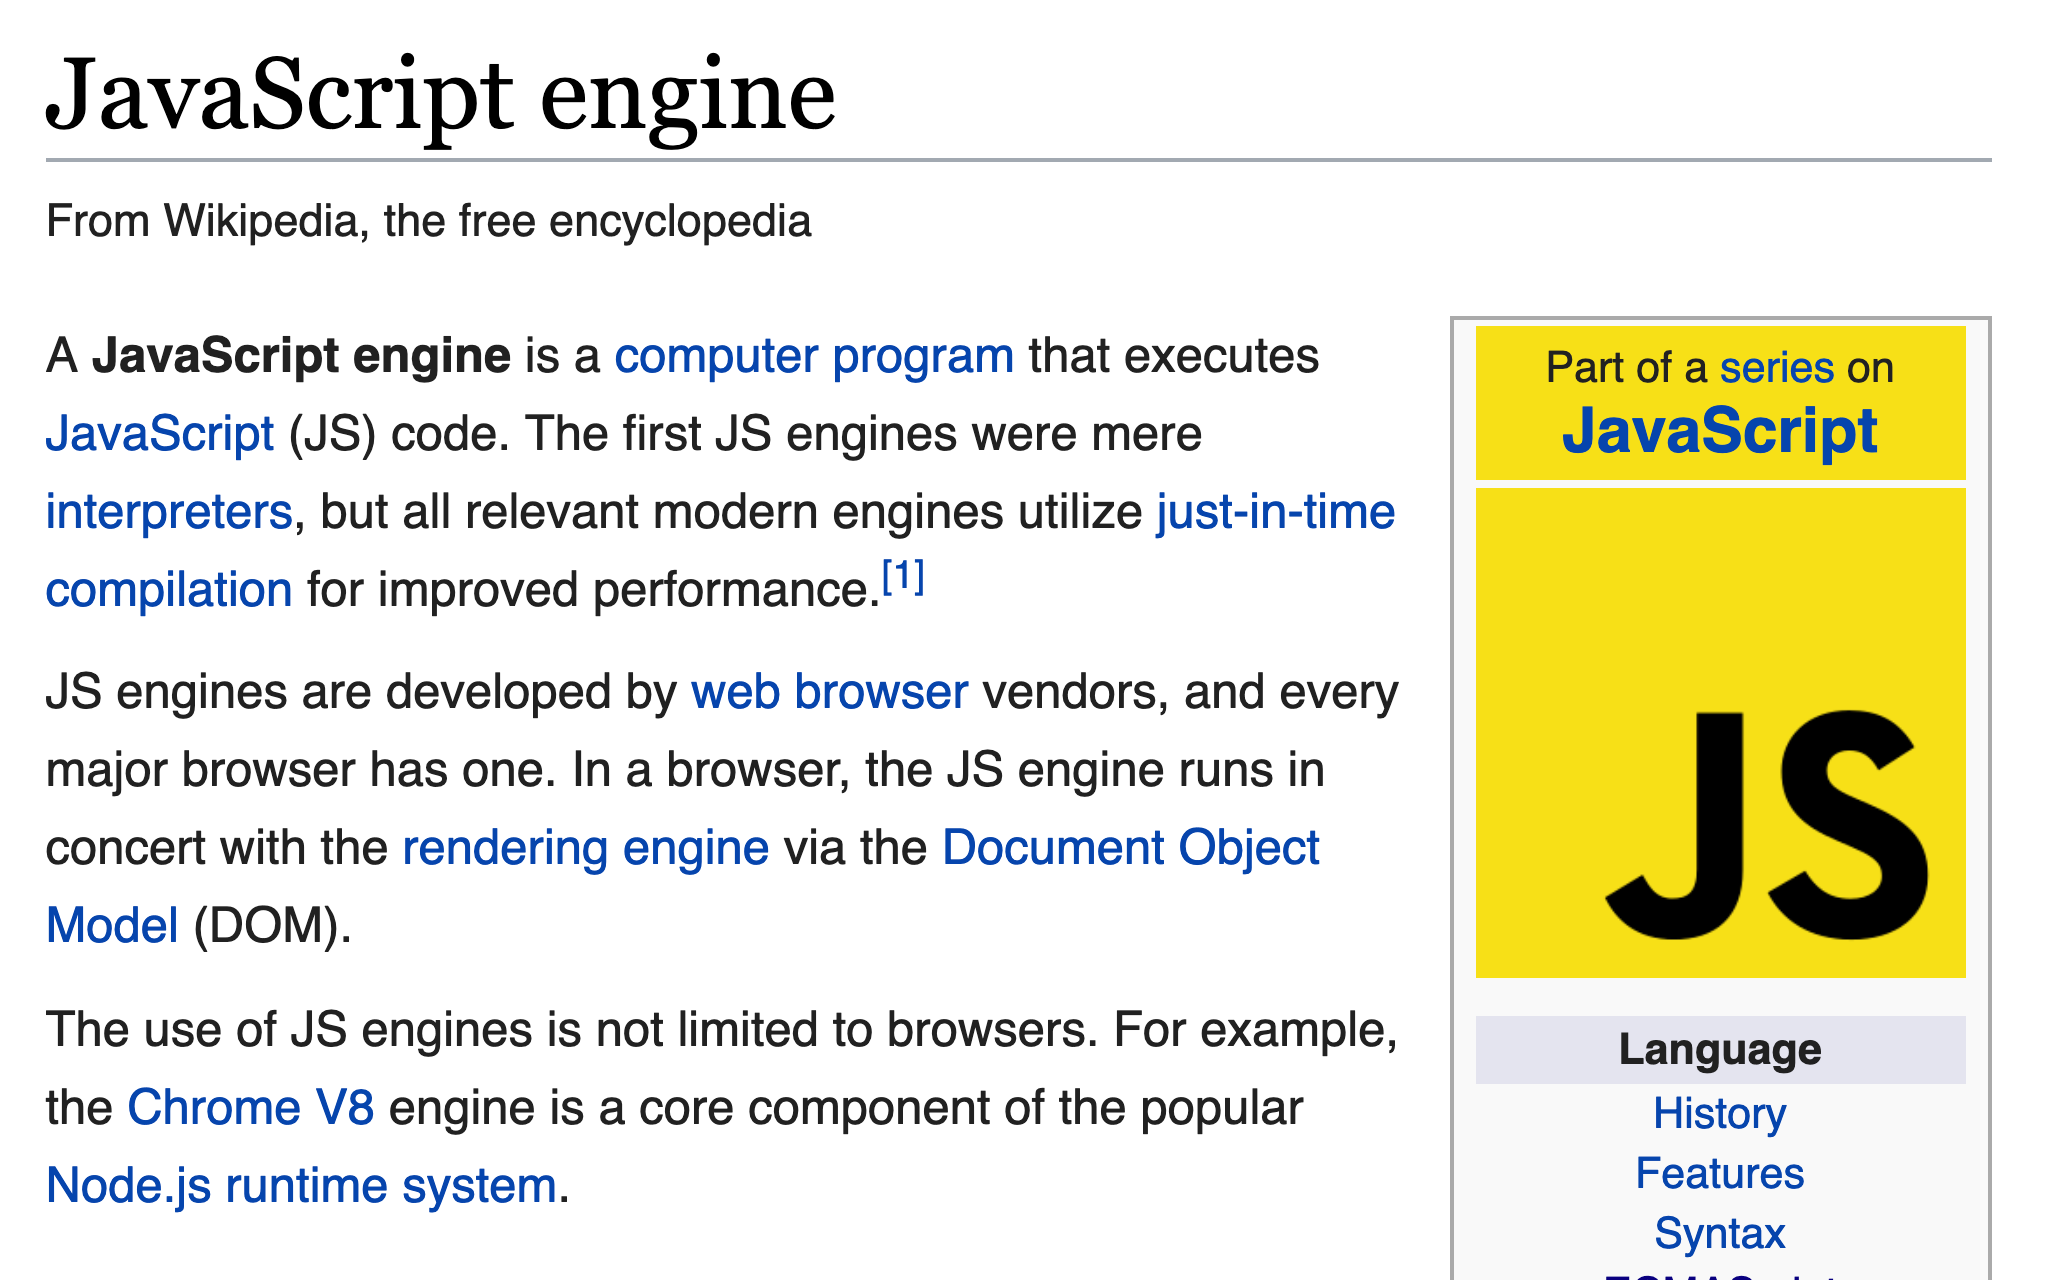 JavaScript engine
From Wikipedia, the free encyclopedia
A JavaScript engine is a computer program that executes
JavaScript (JS) code. The first JS engines were mere
interpreters, but all relevant modern engines utilize just-in-time
compilation for improved performance.[1]
JS engines are developed by web browser vendors, and every
major browser has one. In a browser, the JS engine runs in
concert with the rendering engine via the Document Object
Model (DOM).
The use of JS engines is not limited to browsers. For example,
the Chrome V8 engine is a core component of the popular
Node.js runtime system.
Part of a series on
JavaScript
JS
Language
History
Features
Syntax